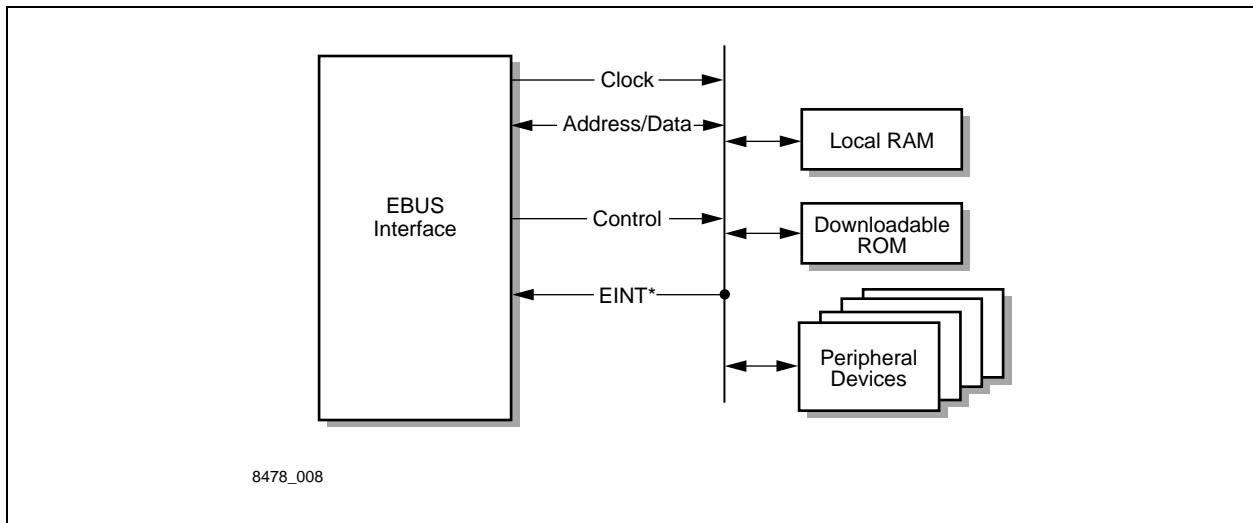 Clock
Address/Data
Local RAM
EBUS
Interface
Control
Downloadable
ROM
EINT*
Peripheral
Devices
8478_008